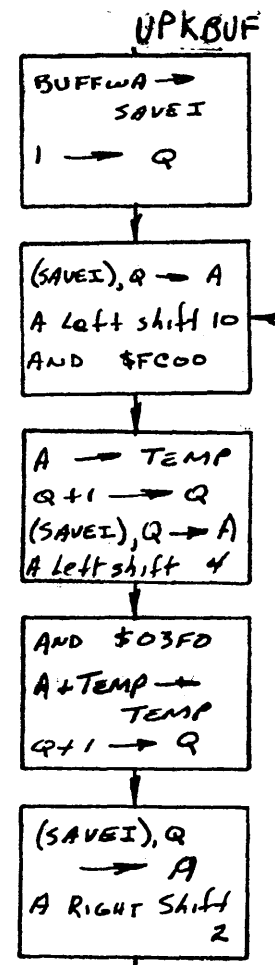 UPKBUF
BUFFWA →
SAVEI
1 → Q
(SAVEI), Q → A
A Left shift 10
AND $FC00
A → TEMP
Q+1 → Q
(SAVEI), Q → A
A left shift 4
AND $03F0
A+TEMP →
TEMP
Q+1 → Q
(SAVEI), Q
→ A
A RIGHT Shift
2